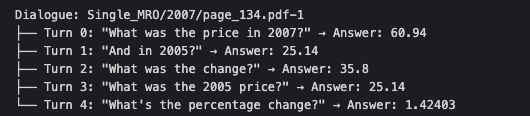 Dialogue: Single_MRO/2007/page_134.pdf-1
├── Turn 0: "What was the price in 2007?" → Answer: 60.94
├── Turn 1: "And in 2005?" → Answer: 25.14
├── Turn 2: "What was the change?" → Answer: 35.8
├── Turn 3: "What was the 2005 price?" → Answer: 25.14
└── Turn 4: "What's the percentage change?" → Answer: 1.42403